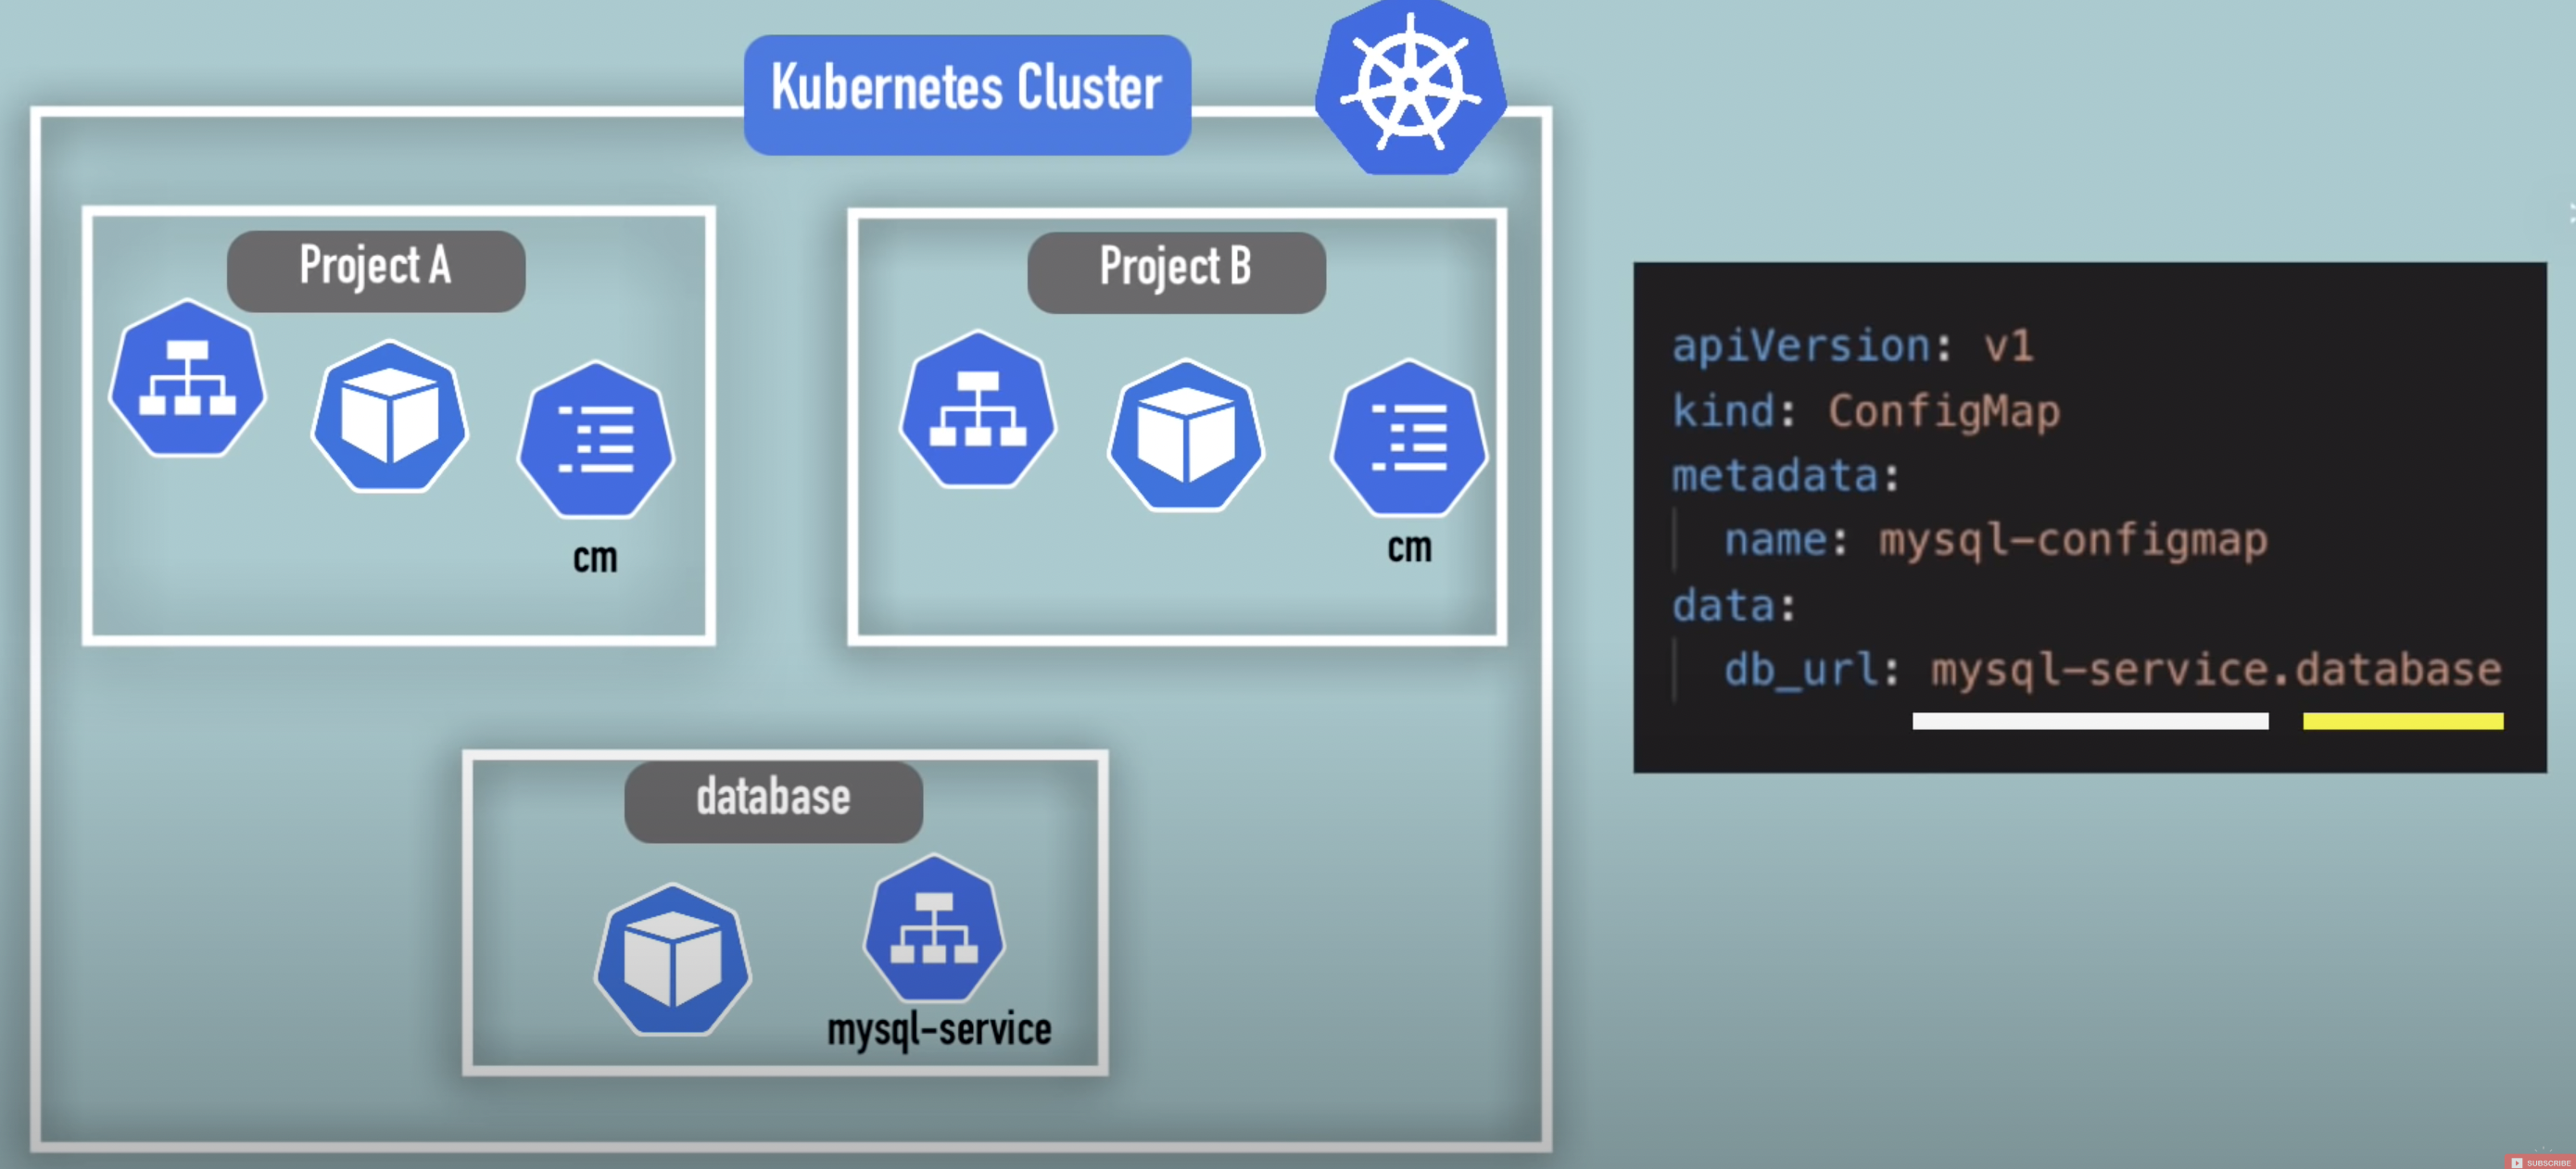 Kubernetes Cluster
Project A
cm
Project B
cm
database
mysql-service
apiVersion: v1
kind: ConfigMap
metadata:
name: mysql-configmap
data:
db_url: mysql-service.database
SUBSCRIBE